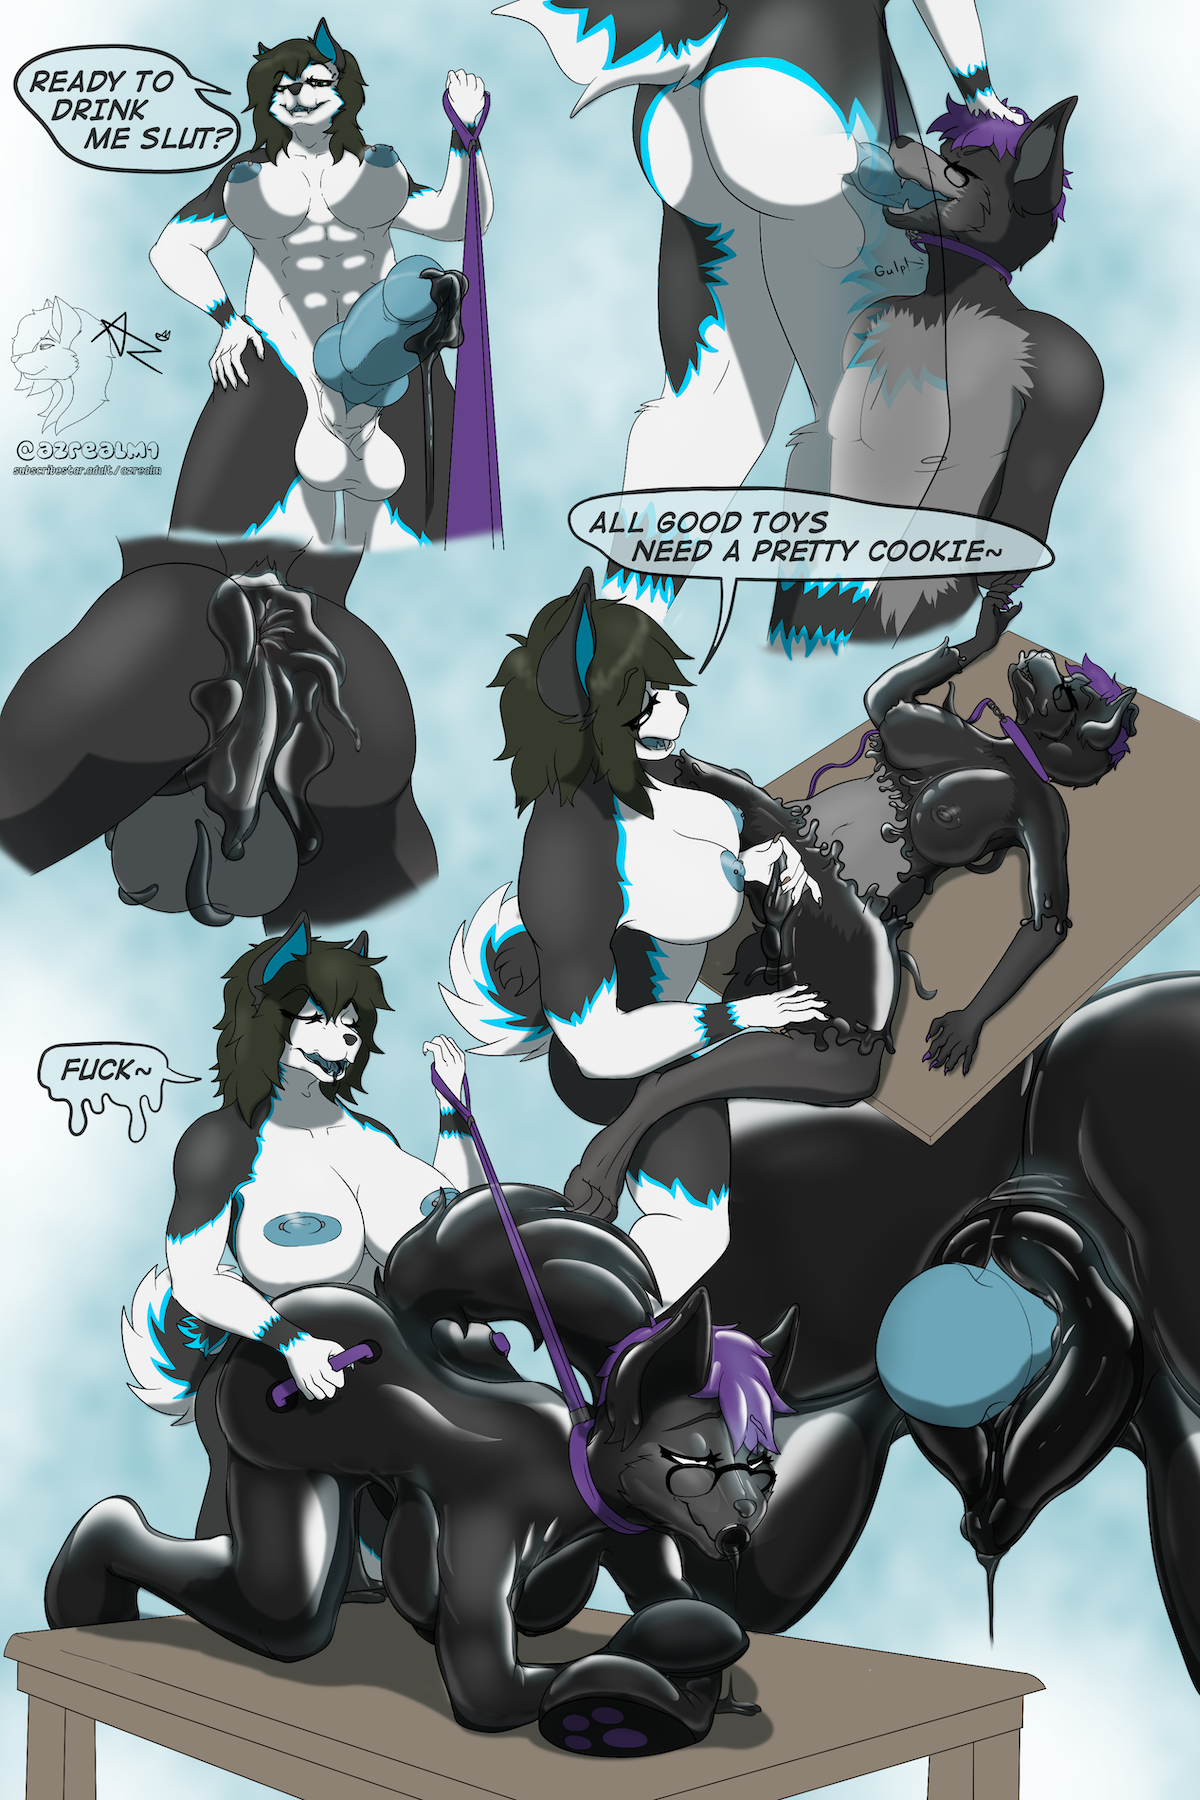 READY TO
DRINK
ME SLUT?
Gulp!
@azrealm1
subscribestar.adult/azrealm
ALL GOOD TOYS
NEED A PRETTY COOKIE~
FUCK~